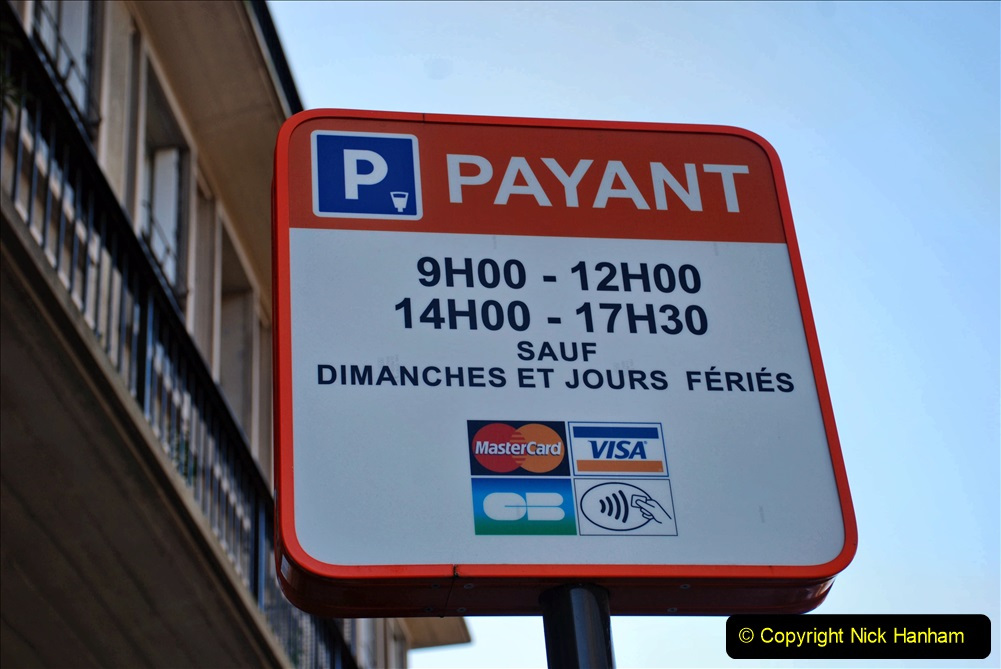 P PAYANT
9H00 - 12H00
14H00 - 17H30
SAUF
DIMANCHES ET JOURS FÉRIÉS
MasterCard VISA
CB
© Copyright Nick Hanham